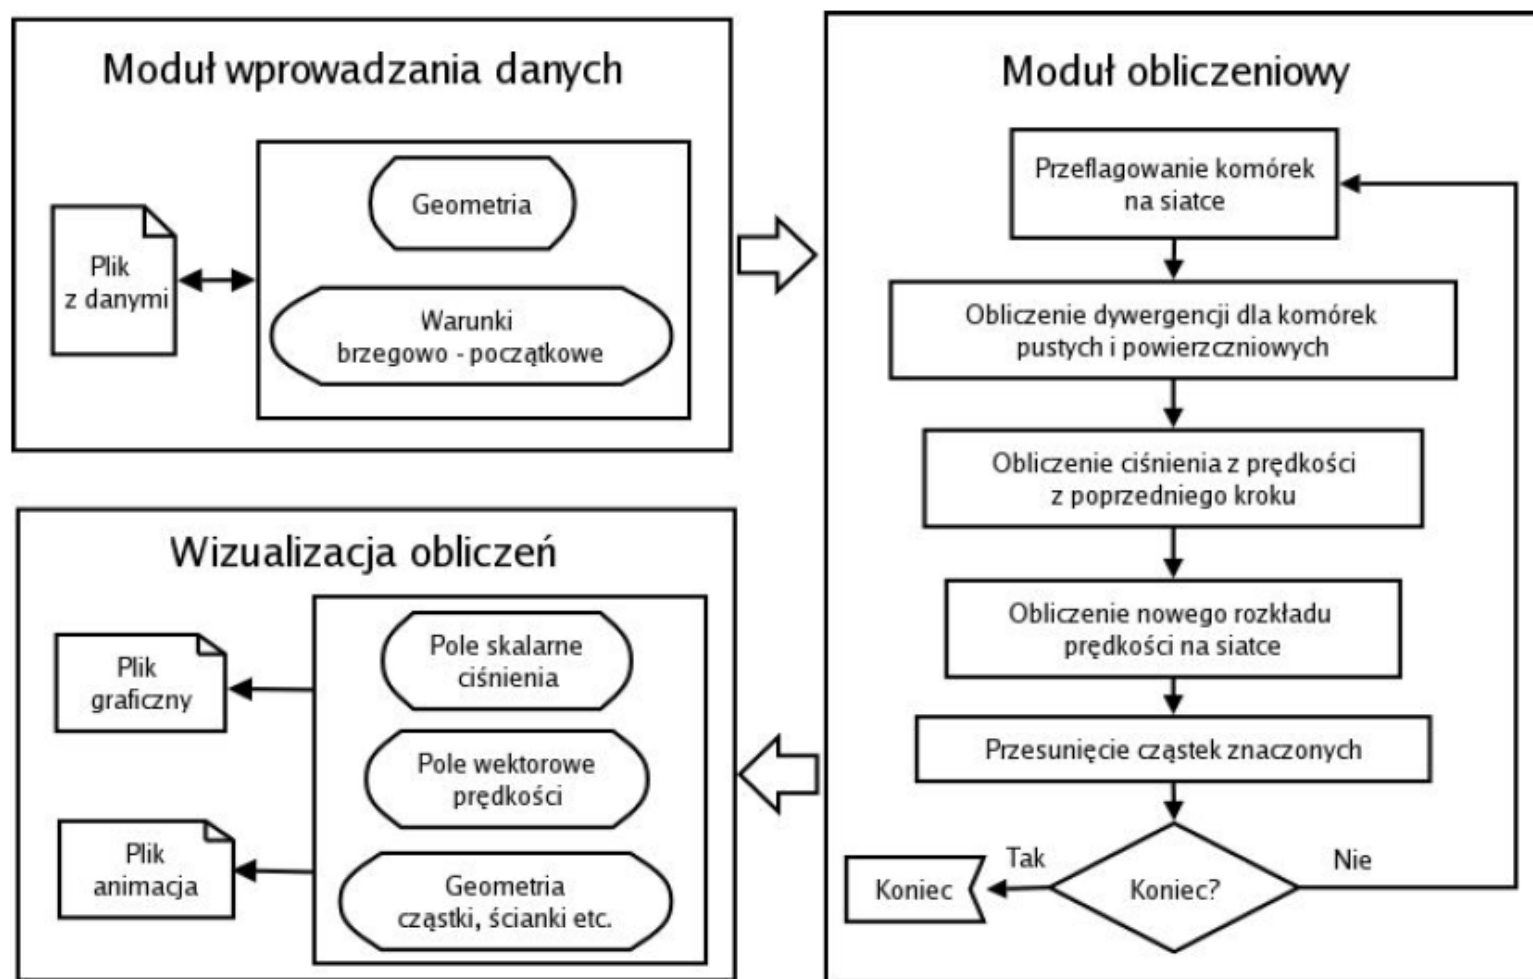 Moduł wprowadzania danych
Plik
z danymi
Geometria
Warunki
brzegowo - początkowe
Moduł obliczeniowy
Przeflagowanie komórek
na siatce
Obliczenie dywergencji dla komórek
pustych i powierzczniowych
Obliczenie ciśnienia z prędkości
z poprzedniego kroku
Obliczenie nowego rozkładu
prędkości na siatce
Przesunięcie cząstek znaczonych
Koniec?
Tak
Nie
Koniec
Wizualizacja obliczeń
Plik
graficzny
Plik
animacja
Pole skalarne
ciśnienia
Pole wektorowe
prędkości
Geometria
cząstki, ścianki etc.